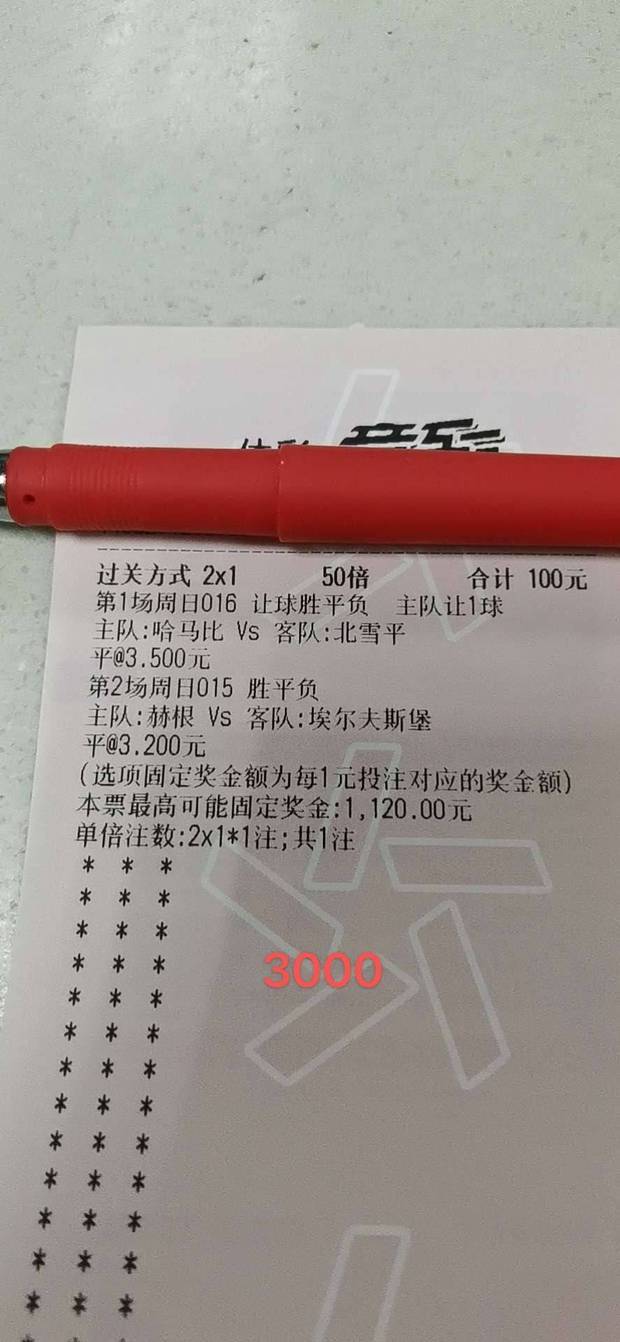 过关方式 2x1 50倍 合计 100元
第1场周日016 让球胜平负 主队让1球
主队:哈马比 Vs 客队:北雪平
平@3.500元
第2场周日015 胜平负
主队:赫根 Vs 客队:埃尔夫斯堡
平@3.200元
(选项固定奖金额为每1元投注对应的奖金额)
本票最高可能固定奖金:1,120.00元
单倍注数:2x1*1注;共1注
* * *
* * *
* * *
* * *
* * *
* * *
* * *
* * *
* * *
* * *
* * *
* * *
* * *
3000